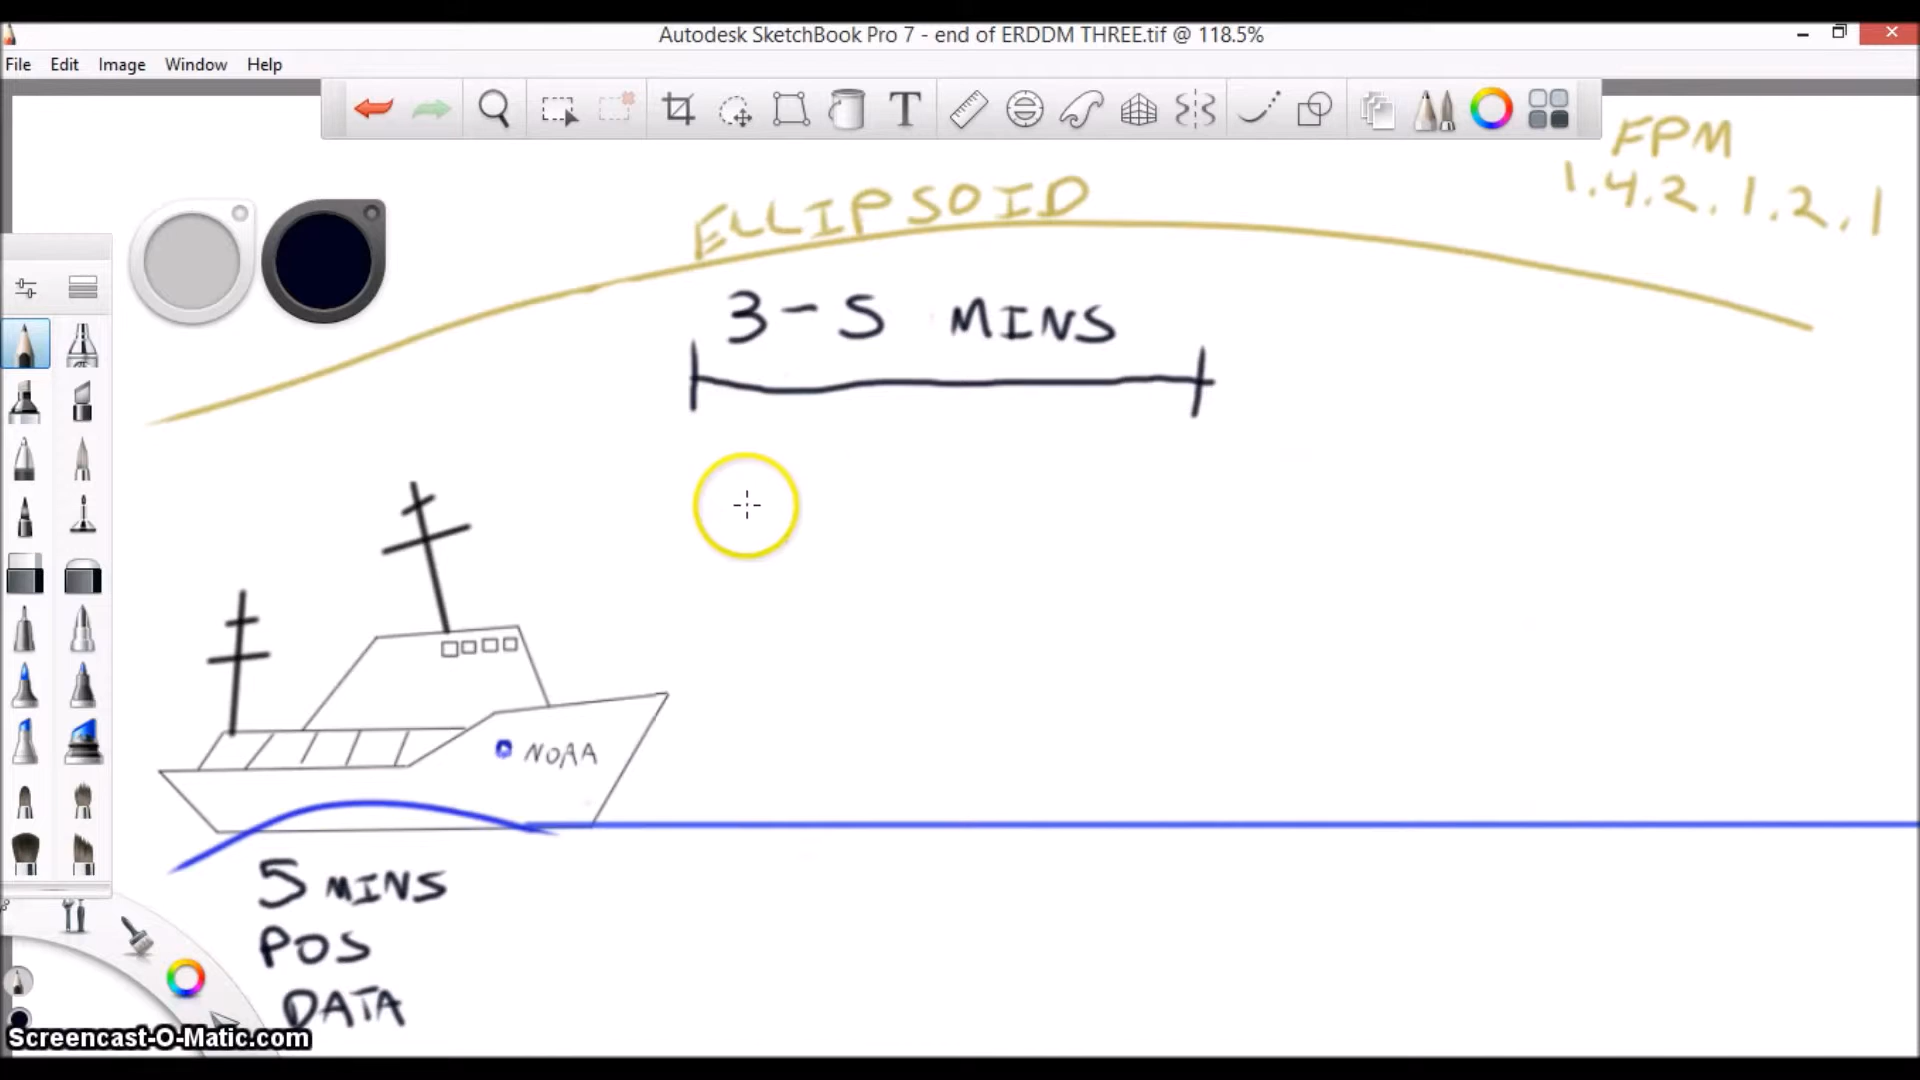 Autodesk SketchBook Pro 7 - end of ERDDM THREE.tif @ 118.5%
File Edit Image Window Help
T
FPM
1.4.2.1.2.1
ELLIPSOID
3-5 MINS
NOAA
5 MINS
POS
DATA
Screencast-O-Matic.com